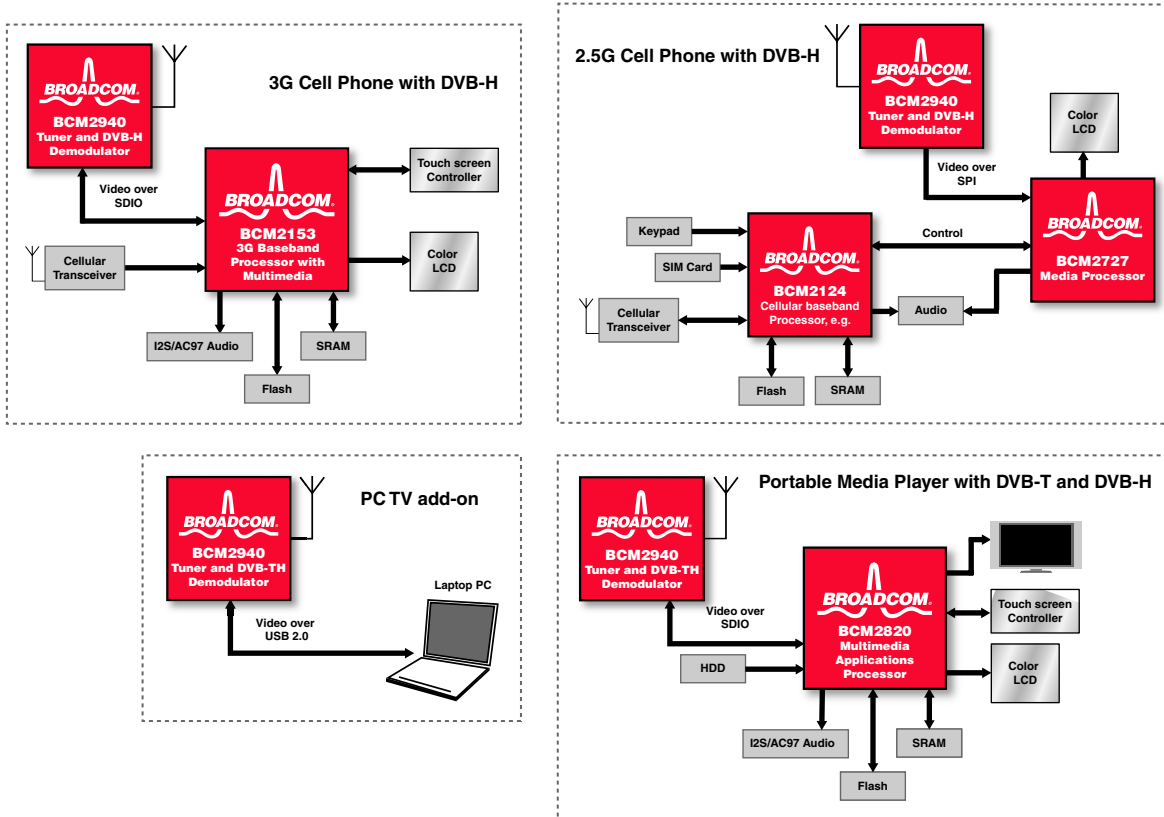 3G Cell Phone with DVB-H
BROADCOM®
BCM2940
Tuner and DVB-H
Demodulator
Video over
SDIO
BROADCOM®
BCM2153
3G Baseband
Processor with
Multimedia
Touch screen
Controller
Cellular
Transceiver
Color
LCD
I2S/AC97 Audio
SRAM
Flash
2.5G Cell Phone with DVB-H
BROADCOM®
BCM2940
Tuner and DVB-H
Demodulator
Color
LCD
Video over
SPI
BROADCOM®
BCM2727
Media Processor
Keypad
SIM Card
Control
BROADCOM®
BCM2124
Cellular baseband
Processor, e.g.
Cellular
Transceiver
Audio
Flash
SRAM
PC TV add-on
BROADCOM®
BCM2940
Tuner and DVB-TH
Demodulator
Laptop PC
Video over
USB 2.0
Portable Media Player with DVB-T and DVB-H
BROADCOM®
BCM2940
Tuner and DVB-TH
Demodulator
Video over
SDIO
BROADCOM®
BCM2820
Multimedia
Applications
Processor
Touch screen
Controller
HDD
Color
LCD
I2S/AC97 Audio
SRAM
Flash